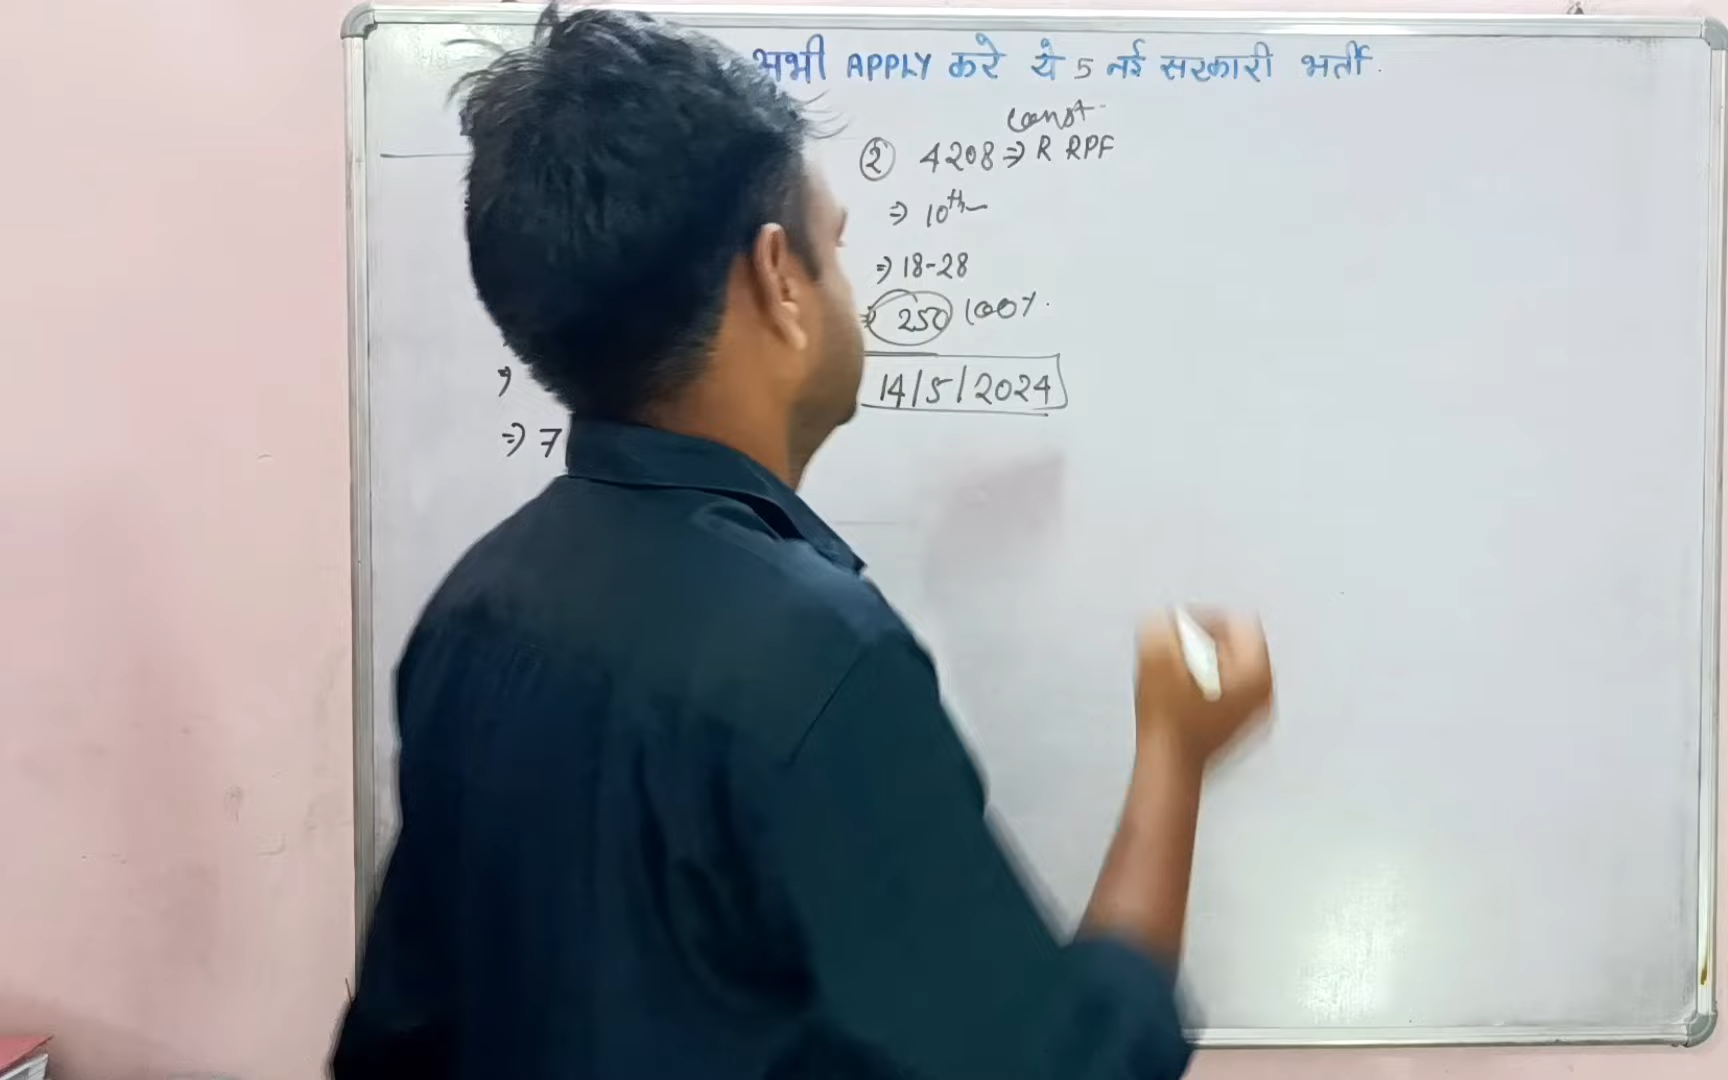 अभी APPLY करे ये 5 नई सरकारी भर्ती
Const.
② 4208 ⇒ R RPF
⇒ 10th
⇒ 18-28
250 100%.
14/5/2024
⇒ 7